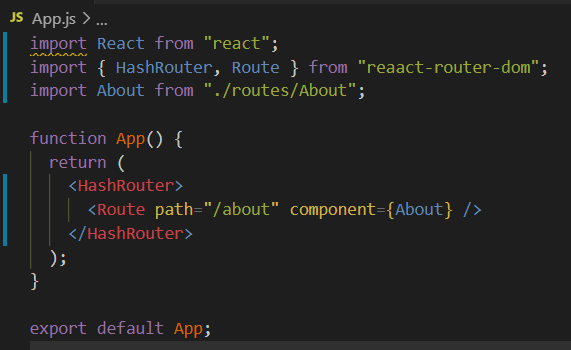 JS App.js > ...
import React from "react";
import { HashRouter, Route } from "reaact-router-dom";
import About from "./routes/About";
function App() {
return (
<HashRouter>
<Route path="/about" component={About} />
</HashRouter>
);
}
export default App;